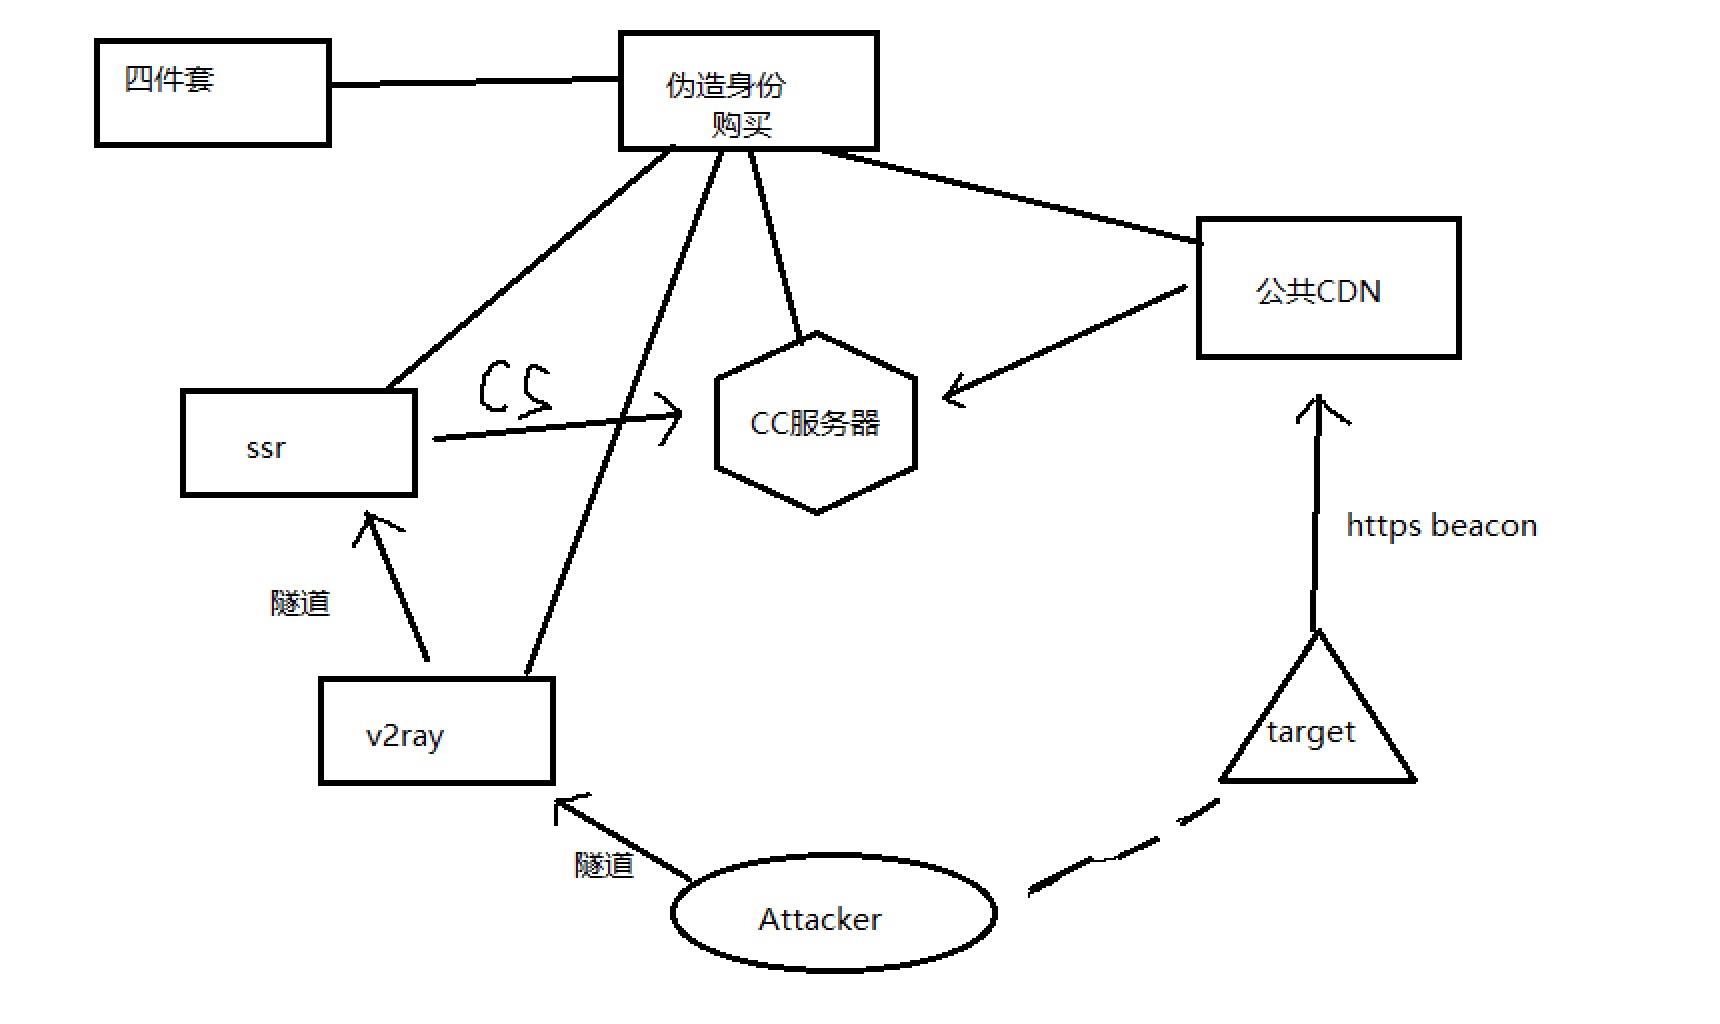 四件套
伪造身份
购买
公共CDN
CS
CC服务器
ssr
https beacon
隧道
v2ray
target
隧道
Attacker